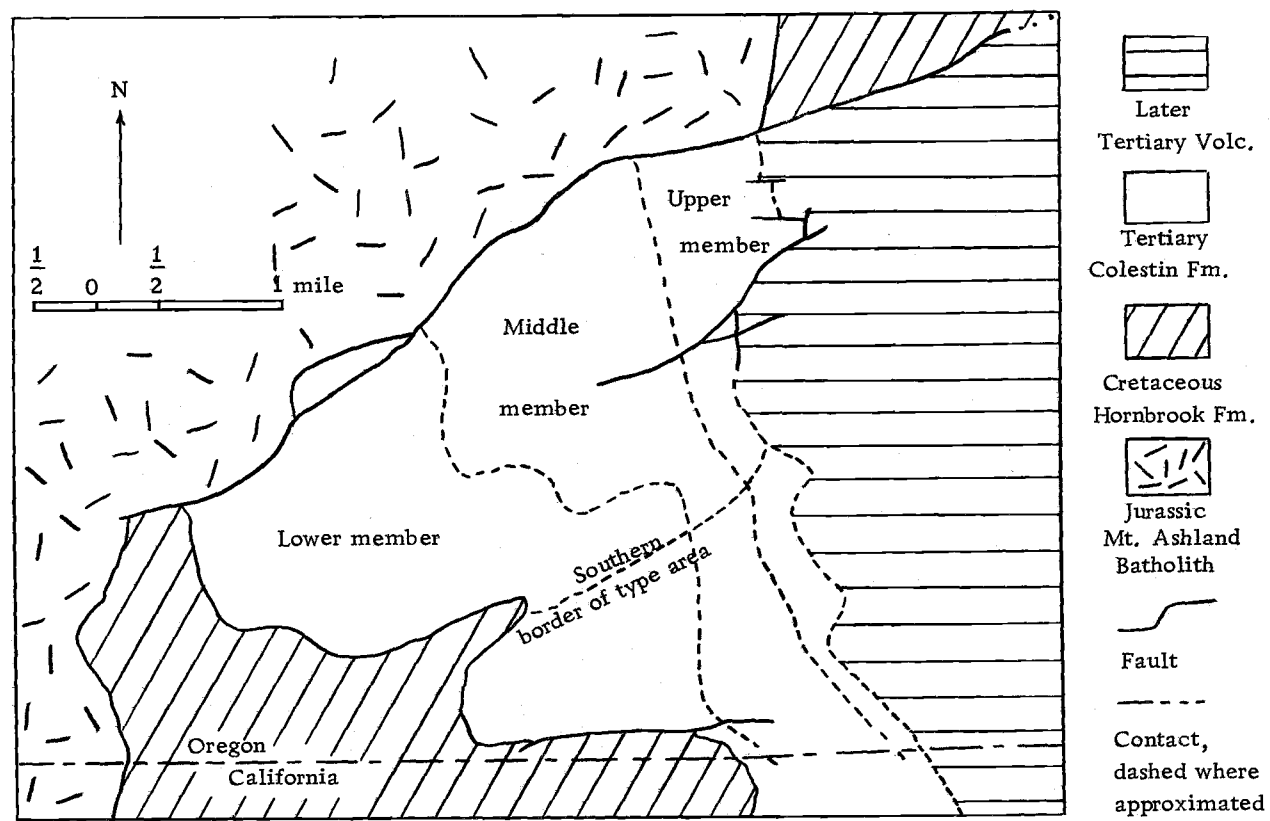 N
1/2 0 1/2 1 mile
Upper
member
Middle
member
Lower member
Southern
border of type area
Oregon
California
Later
Tertiary Volc.
Tertiary
Colestin Fm.
Cretaceous
Hornbrook Fm.
Jurassic
Mt. Ashland
Batholith
Fault
Contact,
dashed where
approximated